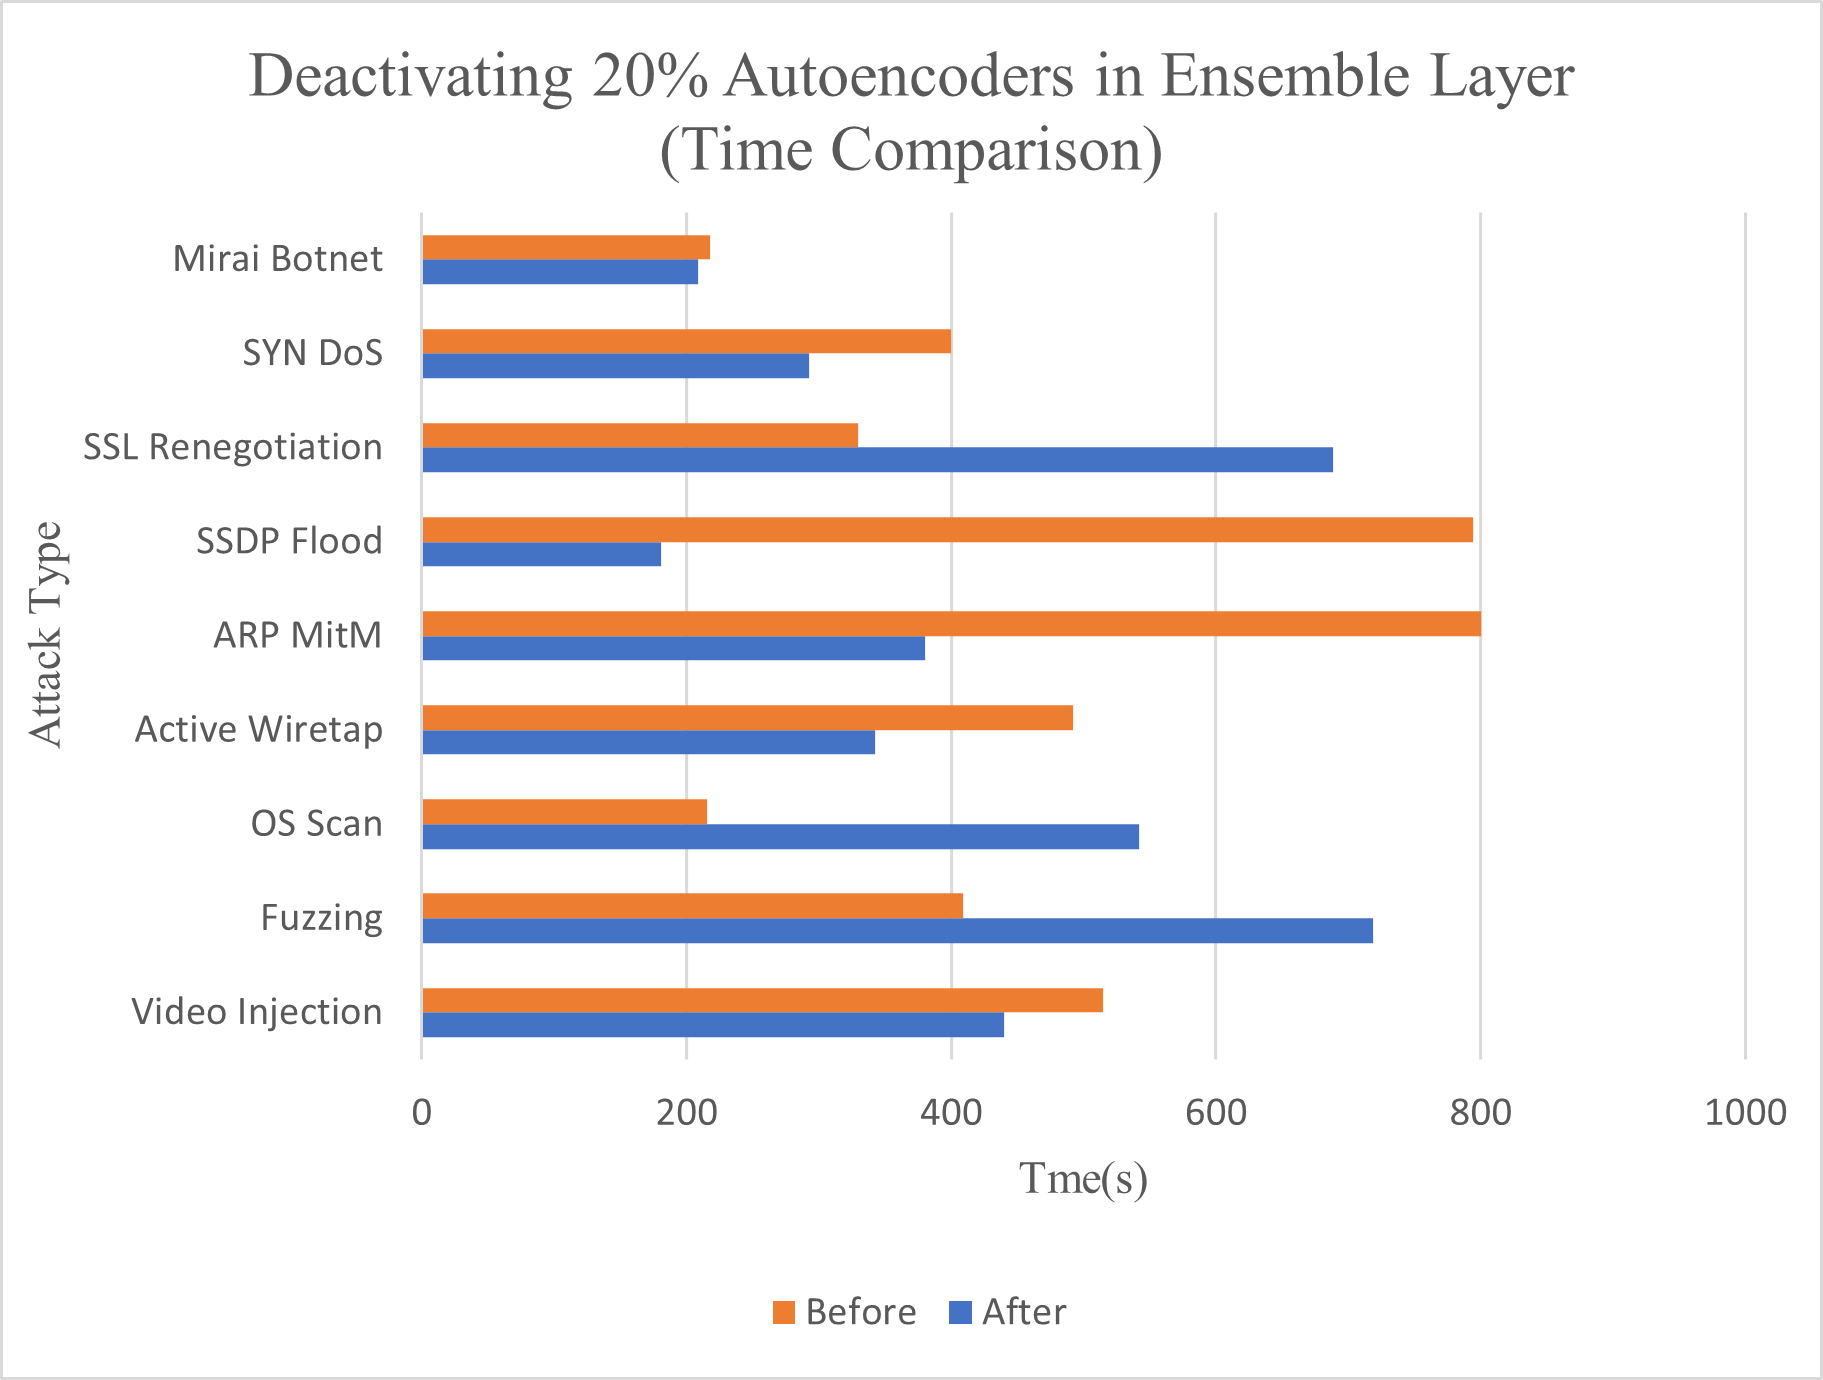 Deactivating 20% Autoencoders in Ensemble Layer
(Time Comparison)
Attack Type
Mirai Botnet
SYN DoS
SSL Renegotiation
SSDP Flood
ARP MitM
Active Wiretap
OS Scan
Fuzzing
Video Injection
0 200 400 600 800 1000
Tme(s)
Before After